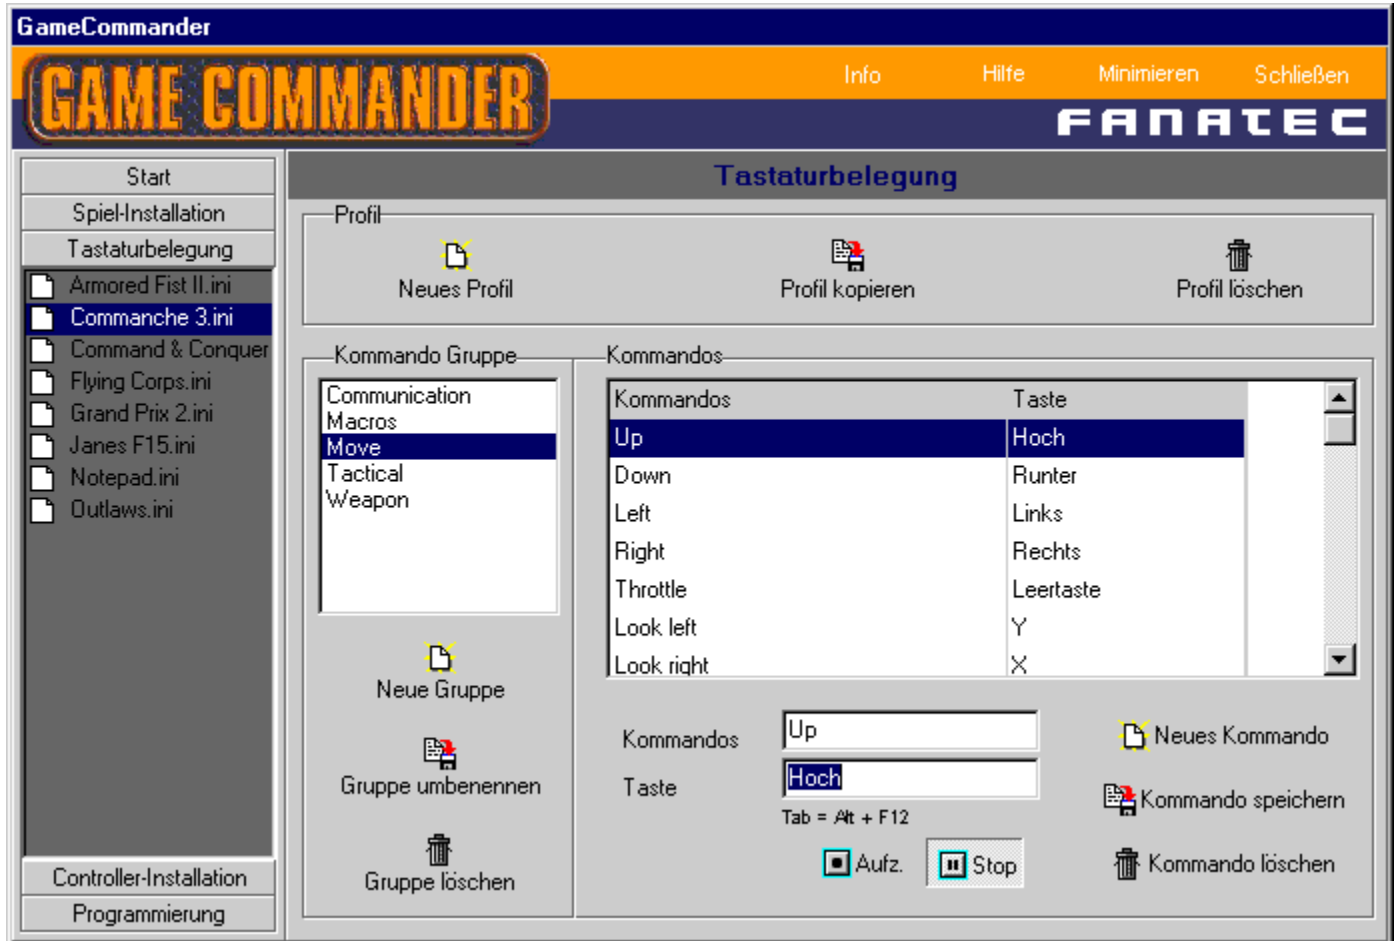 GameCommander
GAME COMMANDER
Info Hilfe Minimieren Schließen
FANATEC
Start
Spiel-Installation
Tastaturbelegung
Armored Fist II.ini
Commanche 3.ini
Command & Conquer
Flying Corps.ini
Grand Prix 2.ini
Janes F15.ini
Notepad.ini
Outlaws.ini
Controller-Installation
Programmierung
Tastaturbelegung
Profil
Neues Profil Profil kopieren Profil löschen
Kommando Gruppe
Communication
Macros
Move
Tactical
Weapon
Neue Gruppe
Gruppe umbenennen
Gruppe löschen
Kommandos
Kommandos Taste
Up Hoch
Down Runter
Left Links
Right Rechts
Throttle Leertaste
Look left Y
Look right X
Kommandos Up
Taste Hoch
Tab = Alt + F12
Aufz. Stop
Neues Kommando
Kommando speichern
Kommando löschen